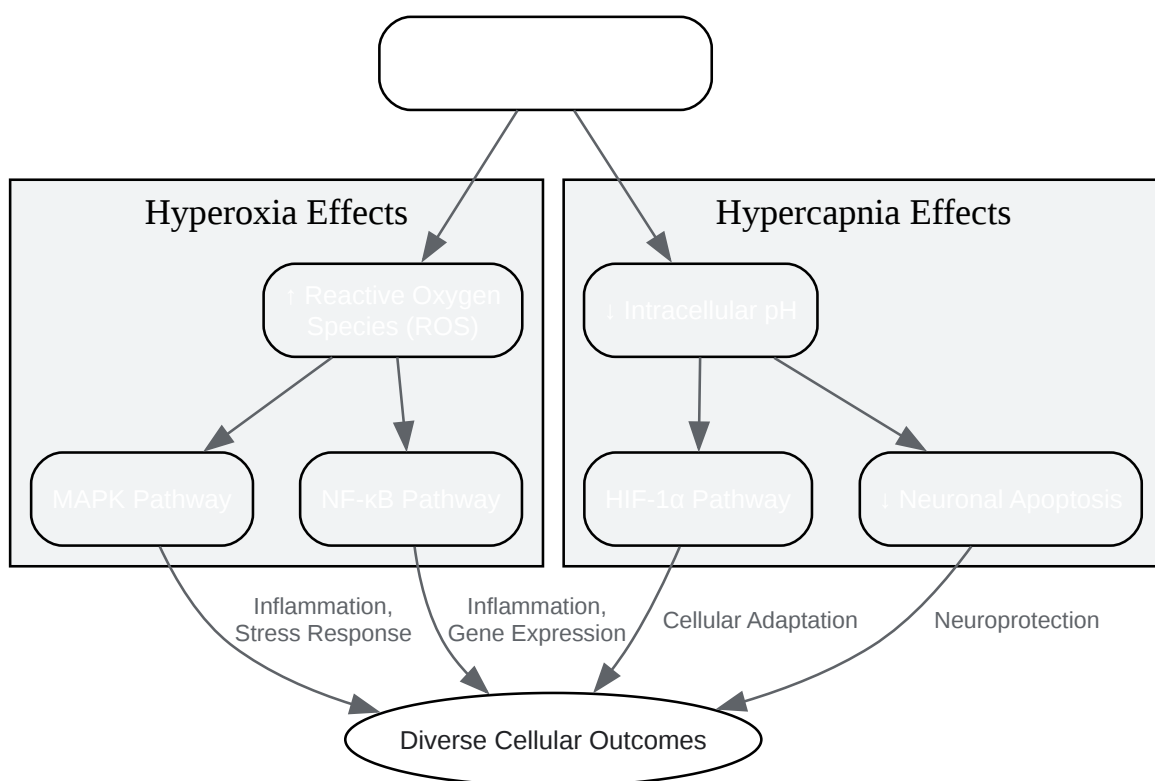 Hyperoxia Effects
Hypercapnia Effects
↑ Reactive Oxygen
Species (ROS)
↓ Intracellular pH
MAPK Pathway
NF-κB Pathway
HIF-1α Pathway
↓ Neuronal Apoptosis
Inflammation,
Stress Response
Inflammation,
Gene Expression
Cellular Adaptation
Neuroprotection
Diverse Cellular Outcomes